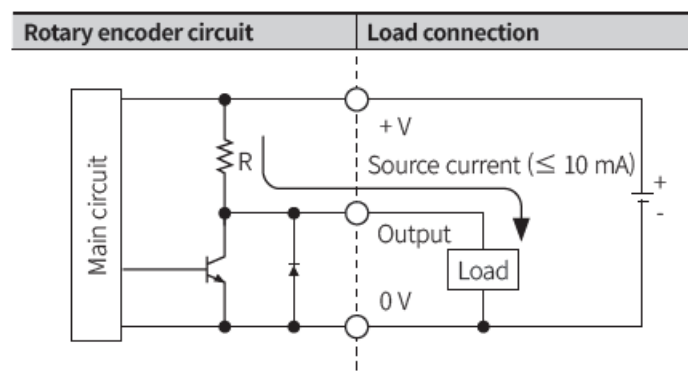 Rotary encoder circuit
Load connection
+ V
R
Source current (≤ 10 mA)
+
-
Main circuit
Output
Load
0 V